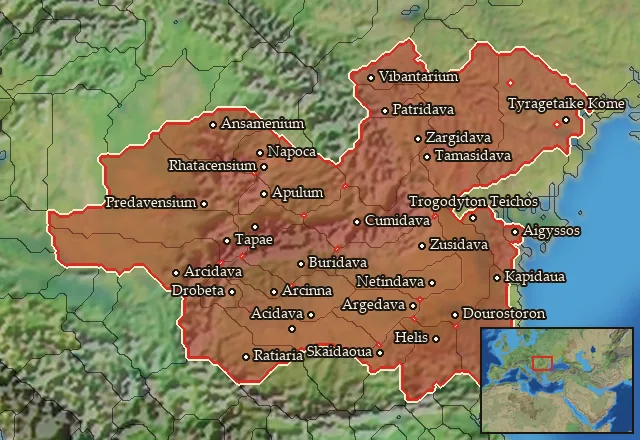 Vibantarium
Tyragetaike Kome
Patridava
Ansamenium
Zargidava
Napoca
Tamasidava
Rhatacensium
Apulum
Predavensium
Trogodyton Teichos
Cumidava
Aigyssos
Tapae
Zusidava
Buridava
Arcidava
Kapidaua
Netindava
Drobeta
Arcinna
Argedava
Acidava
Dourostoron
Helis
Skaidaoua
Ratiaria